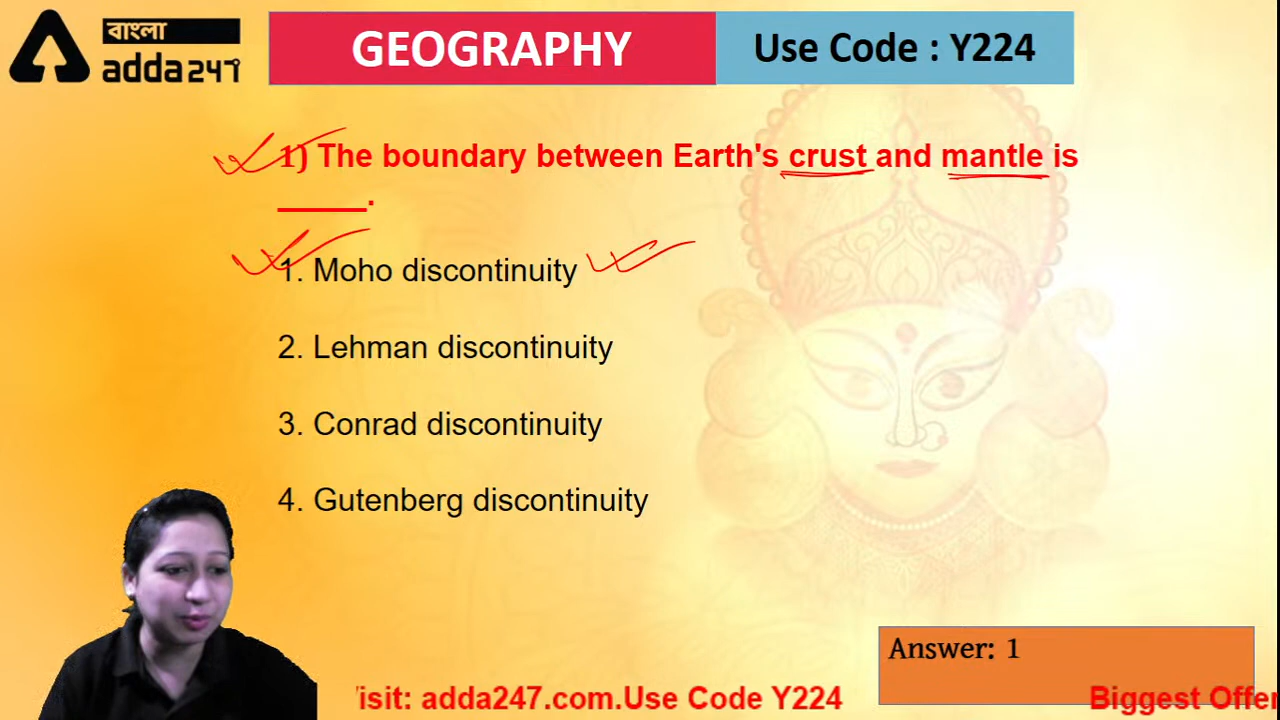 বাংলা
adda247
GEOGRAPHY
Use Code : Y224
1) The boundary between Earth's crust and mantle is
_____.
1. Moho discontinuity
2. Lehman discontinuity
3. Conrad discontinuity
4. Gutenberg discontinuity
Answer: 1
isit: adda247.com.Use Code Y224
Biggest Offer